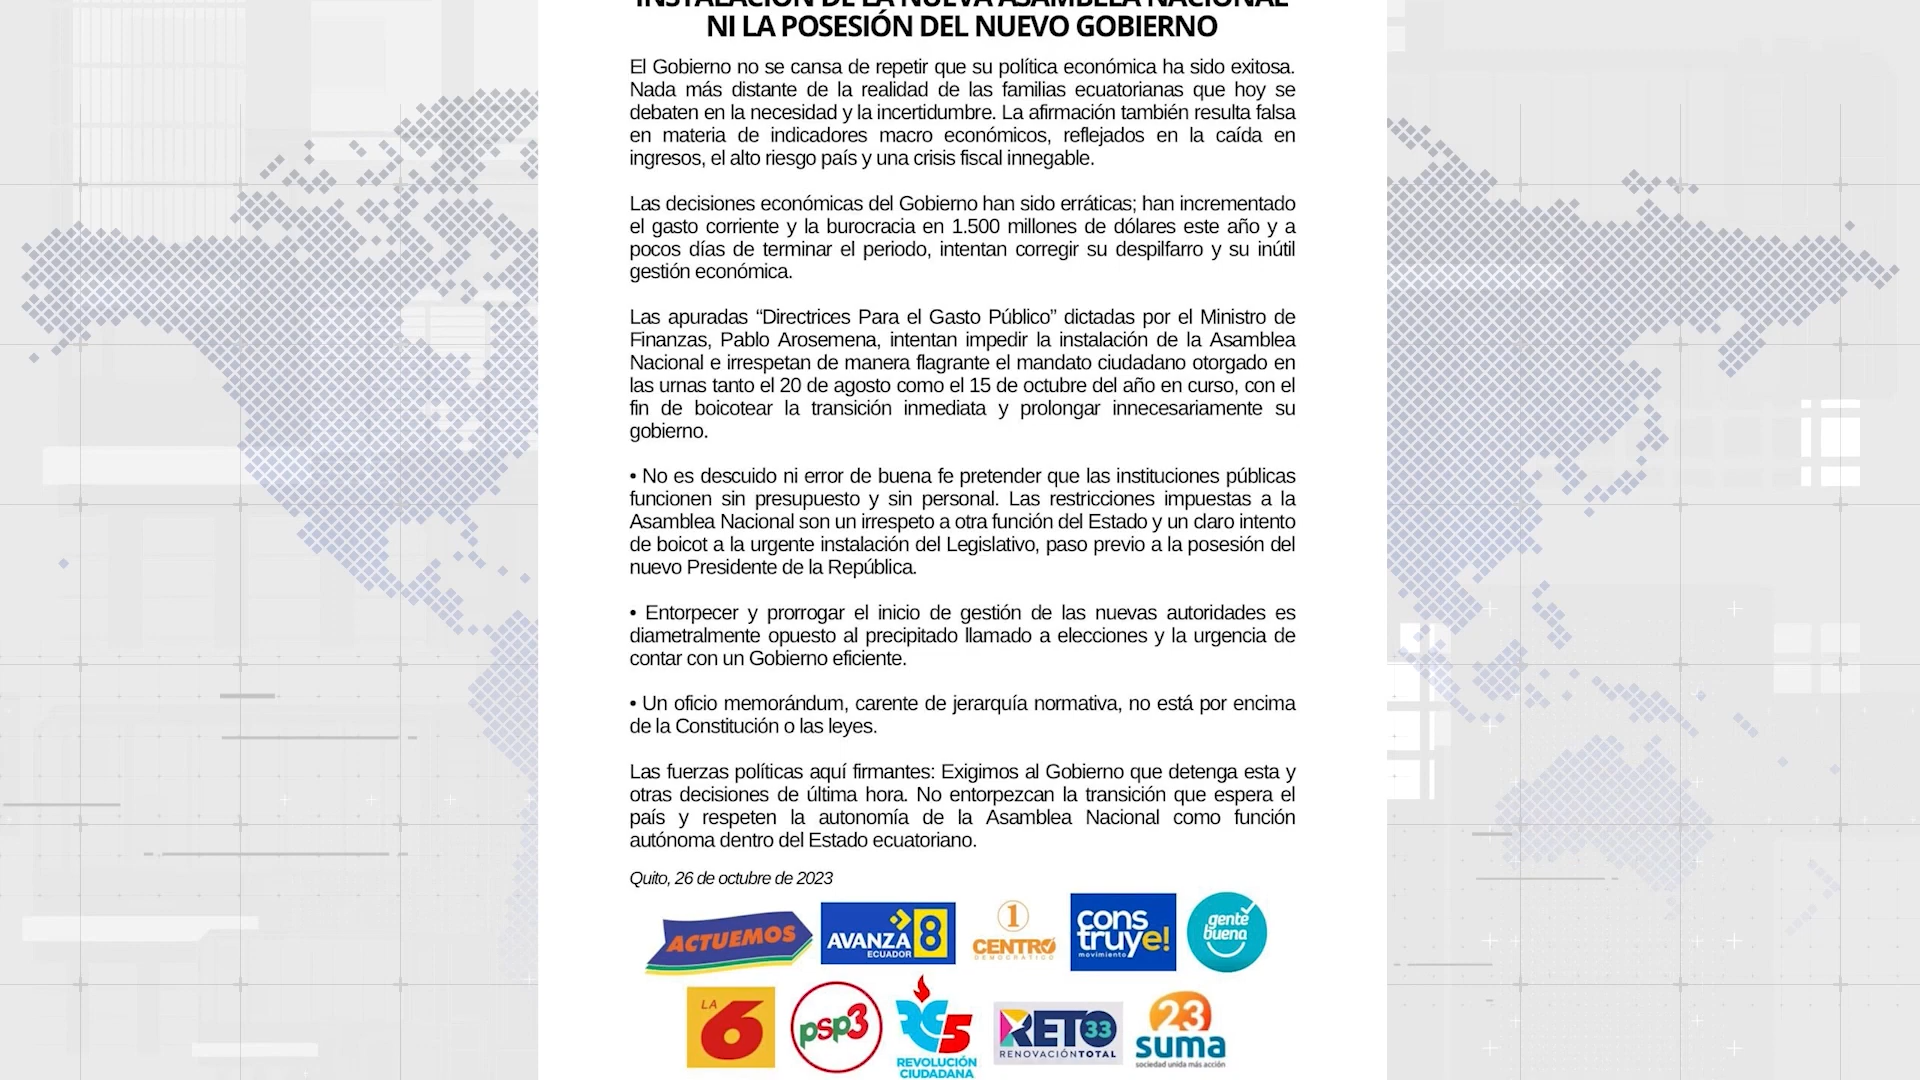 INSTALACIÓN DE LA NUEVA ASAMBLEA NACIONAL
NI LA POSESIÓN DEL NUEVO GOBIERNO
El Gobierno no se cansa de repetir que su política económica ha sido exitosa.
Nada más distante de la realidad de las familias ecuatorianas que hoy se
debaten en la necesidad y la incertidumbre. La afirmación también resulta falsa
en materia de indicadores macro económicos, reflejados en la caída en
ingresos, el alto riesgo país y una crisis fiscal innegable.
Las decisiones económicas del Gobierno han sido erráticas; han incrementado
el gasto corriente y la burocracia en 1.500 millones de dólares este año y a
pocos días de terminar el periodo, intentan corregir su despilfarro y su inútil
gestión económica.
Las apuradas “Directrices Para el Gasto Público” dictadas por el Ministro de
Finanzas, Pablo Arosemena, intentan impedir la instalación de la Asamblea
Nacional e irrespetan de manera flagrante el mandato ciudadano otorgado en
las urnas tanto el 20 de agosto como el 15 de octubre del año en curso, con el
fin de boicotear la transición inmediata y prolongar innecesariamente su
gobierno.
• No es descuido ni error de buena fe pretender que las instituciones públicas
funcionen sin presupuesto y sin personal. Las restricciones impuestas a la
Asamblea Nacional son un irrespeto a otra función del Estado y un claro intento
de boicot a la urgente instalación del Legislativo, paso previo a la posesión del
nuevo Presidente de la República.
• Entorpecer y prorrogar el inicio de gestión de las nuevas autoridades es
diametralmente opuesto al precipitado llamado a elecciones y la urgencia de
contar con un Gobierno eficiente.
• Un oficio memorándum, carente de jerarquía normativa, no está por encima
de la Constitución o las leyes.
Las fuerzas políticas aquí firmantes: Exigimos al Gobierno que detenga esta y
otras decisiones de última hora. No entorpezcan la transición que espera el
país y respeten la autonomía de la Asamblea Nacional como función
autónoma dentro del Estado ecuatoriano.
Quito, 26 de octubre de 2023
ACTUEMOS
AVANZA 8
ECUADOR
1
CENTRO
DEMOCRÁTICO
cons
truye!
movimiento
gente
buena
LA
6
psp3
RC5
REVOLUCIÓN
CIUDADANA
RETO 33
RENOVACIÓN TOTAL
23
suma
sociedad unida más acción